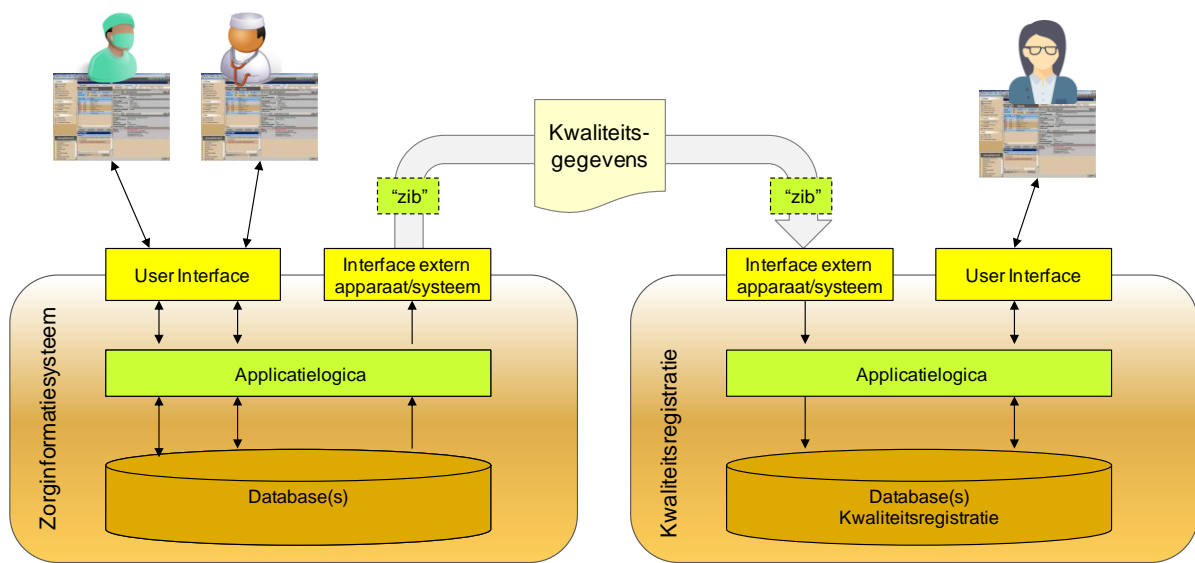 Kwaliteits-
gegevens
"zib"
"zib"
User Interface
Interface extern
apparaat/systeem
Interface extern
apparaat/systeem
User Interface
Zorginformatiesysteem
Applicatielogica
Database(s)
Kwaliteitsregistratie
Applicatielogica
Database(s)
Kwaliteitsregistratie